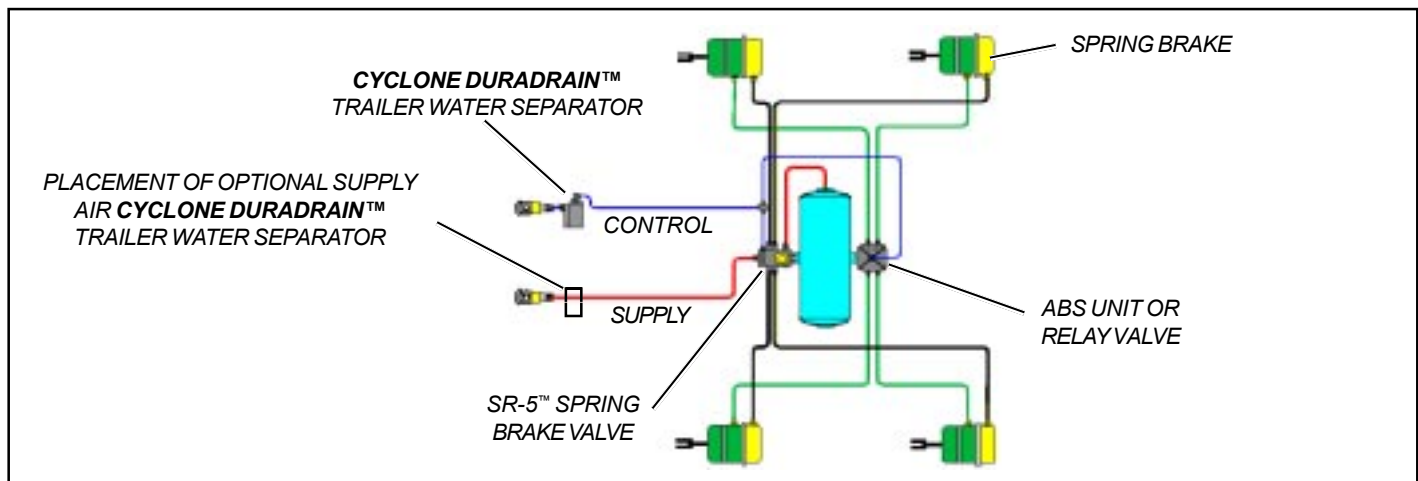 SPRING BRAKE
CYCLONE DURADRAIN™
TRAILER WATER SEPARATOR
PLACEMENT OF OPTIONAL SUPPLY
AIR CYCLONE DURADRAIN™
TRAILER WATER SEPARATOR
CONTROL
SUPPLY
ABS UNIT OR
RELAY VALVE
SR-5™ SPRING
BRAKE VALVE